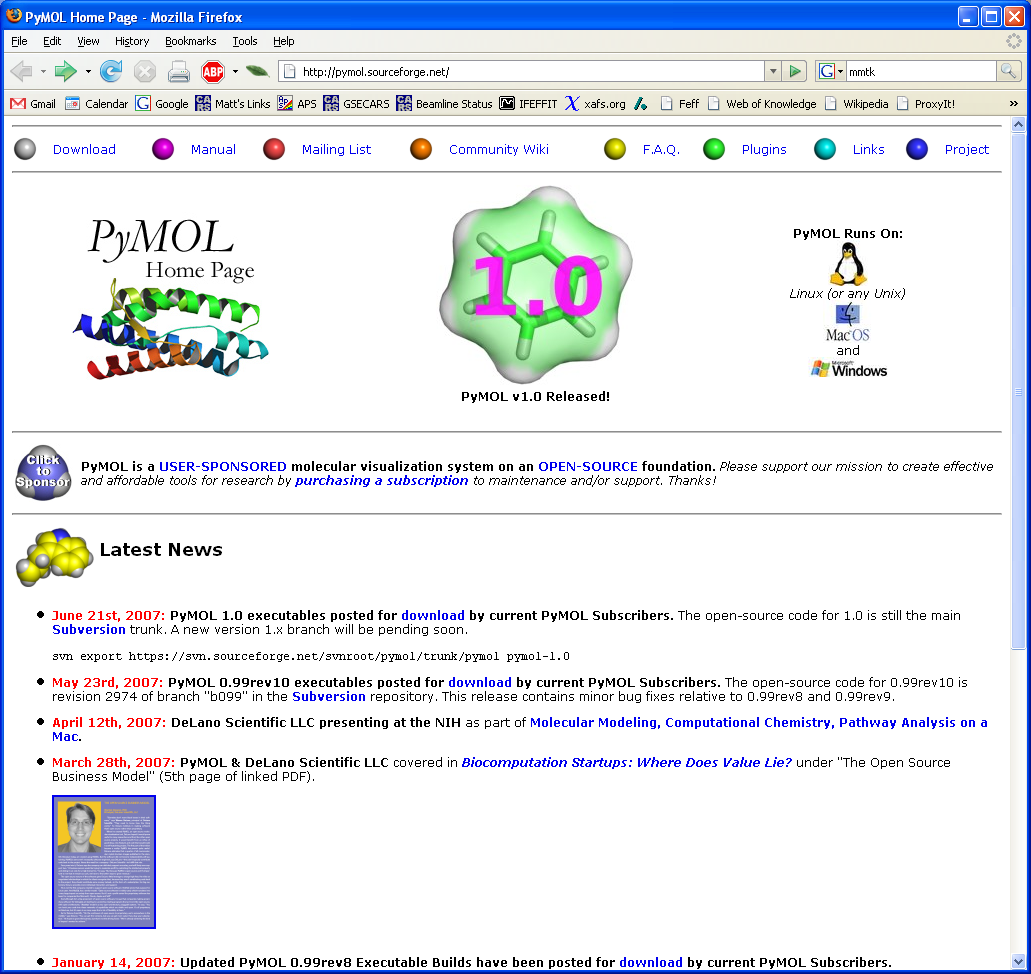 PyMOL Home Page - Mozilla Firefox
File Edit View History Bookmarks Tools Help
ABP http://pymol.sourceforge.net/ G mmtk
Gmail Calendar Google Matt's Links APS GSECARS Beamline Status IFEFFIT xafs.org Feff Web of Knowledge Wikipedia ProxyIt! »
Download Manual Mailing List Community Wiki F.A.Q. Plugins Links Project
PyMOL
Home Page
1.0
PyMOL v1.0 Released!
PyMOL Runs On:
Linux (or any Unix)
Mac OS
and
Microsoft
Windows
Click
to
Sponsor
PyMOL is a USER-SPONSORED molecular visualization system on an OPEN-SOURCE foundation. Please support our mission to create effective
and affordable tools for research by purchasing a subscription to maintenance and/or support. Thanks!
Latest News
June 21st, 2007: PyMOL 1.0 executables posted for download by current PyMOL Subscribers. The open-source code for 1.0 is still the main
Subversion trunk. A new version 1.x branch will be pending soon.
svn export https://svn.sourceforge.net/svnroot/pymol/trunk/pymol pymol-1.0
May 23rd, 2007: PyMOL 0.99rev10 executables posted for download by current PyMOL Subscribers. The open-source code for 0.99rev10 is
revision 2974 of branch "b099" in the Subversion repository. This release contains minor bug fixes relative to 0.99rev8 and 0.99rev9.
April 12th, 2007: DeLano Scientific LLC presenting at the NIH as part of Molecular Modeling, Computational Chemistry, Pathway Analysis on a
Mac.
March 28th, 2007: PyMOL & DeLano Scientific LLC covered in Biocomputation Startups: Where Does Value Lie? under "The Open Source
Business Model" (5th page of linked PDF).
January 14, 2007: Updated PyMOL 0.99rev8 Executable Builds have been posted for download by current PyMOL Subscribers.